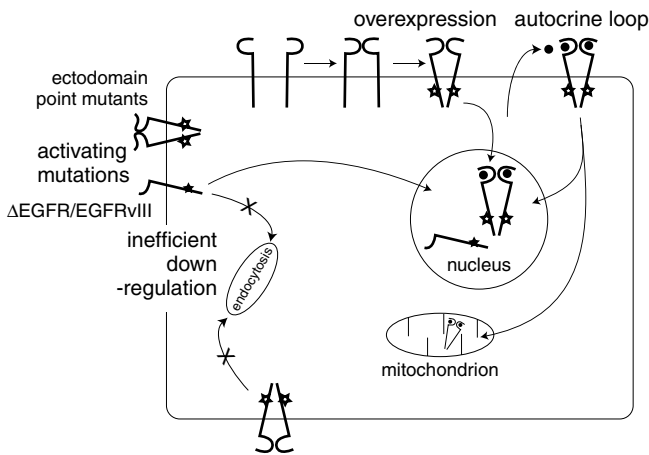 overexpression
autocrine loop
ectodomain
point mutants
activating
mutations
ΔEGFR/EGFRvIII
inefficient
down
-regulation
endocytosis
nucleus
mitochondrion